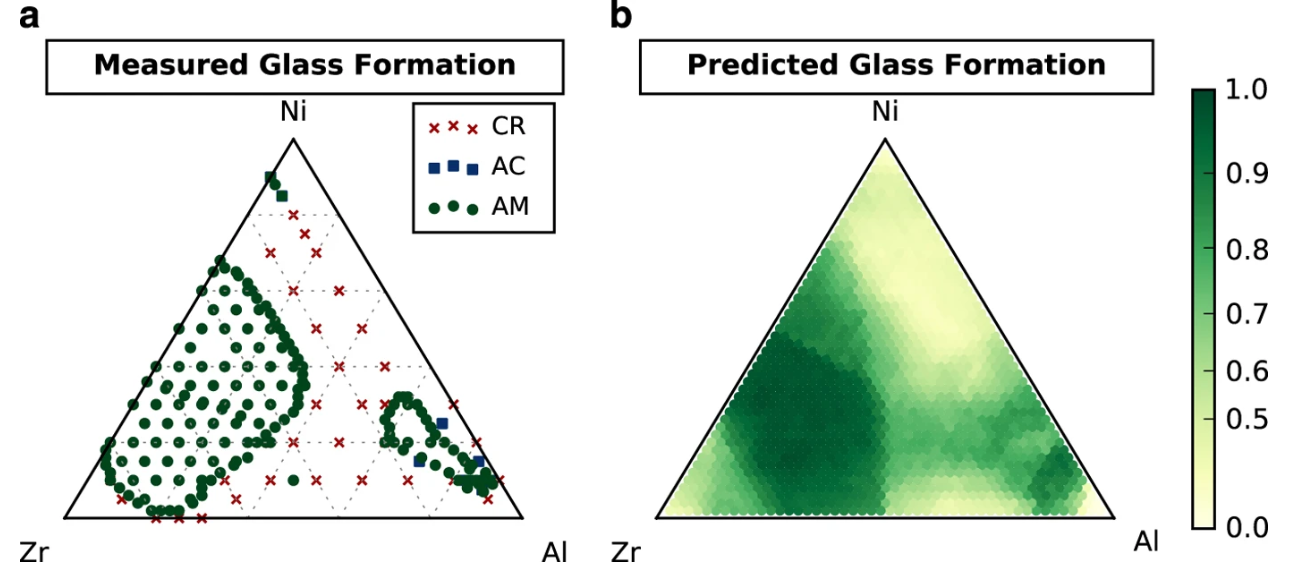 a
Measured Glass Formation
Ni
CR
AC
AM
Zr
Al
b
Predicted Glass Formation
Ni
Zr
Al
1.0
0.9
0.8
0.7
0.6
0.5
0.0